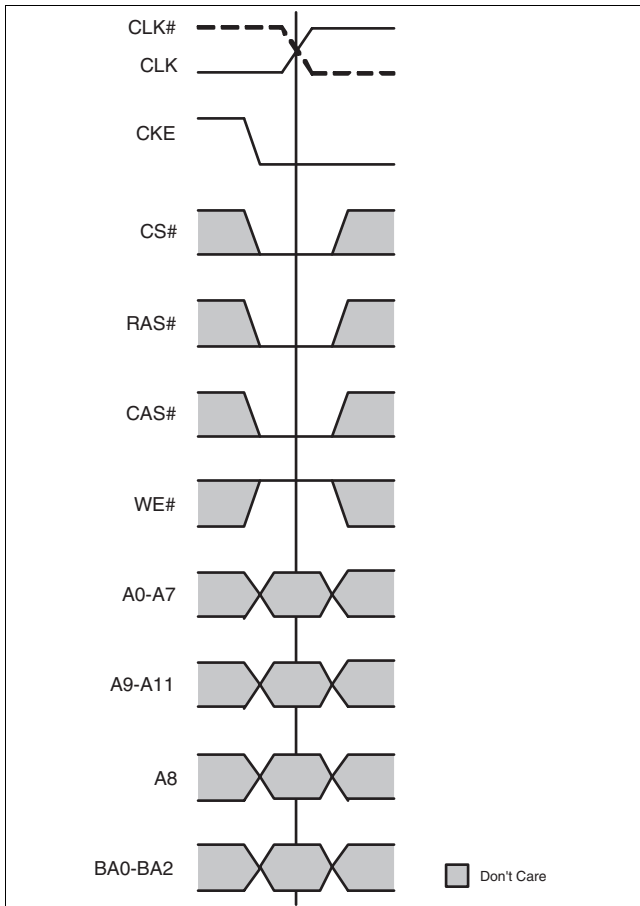 CLK#
CLK
CKE
CS#
RAS#
CAS#
WE#
A0-A7
A9-A11
A8
BA0-BA2
Don't Care